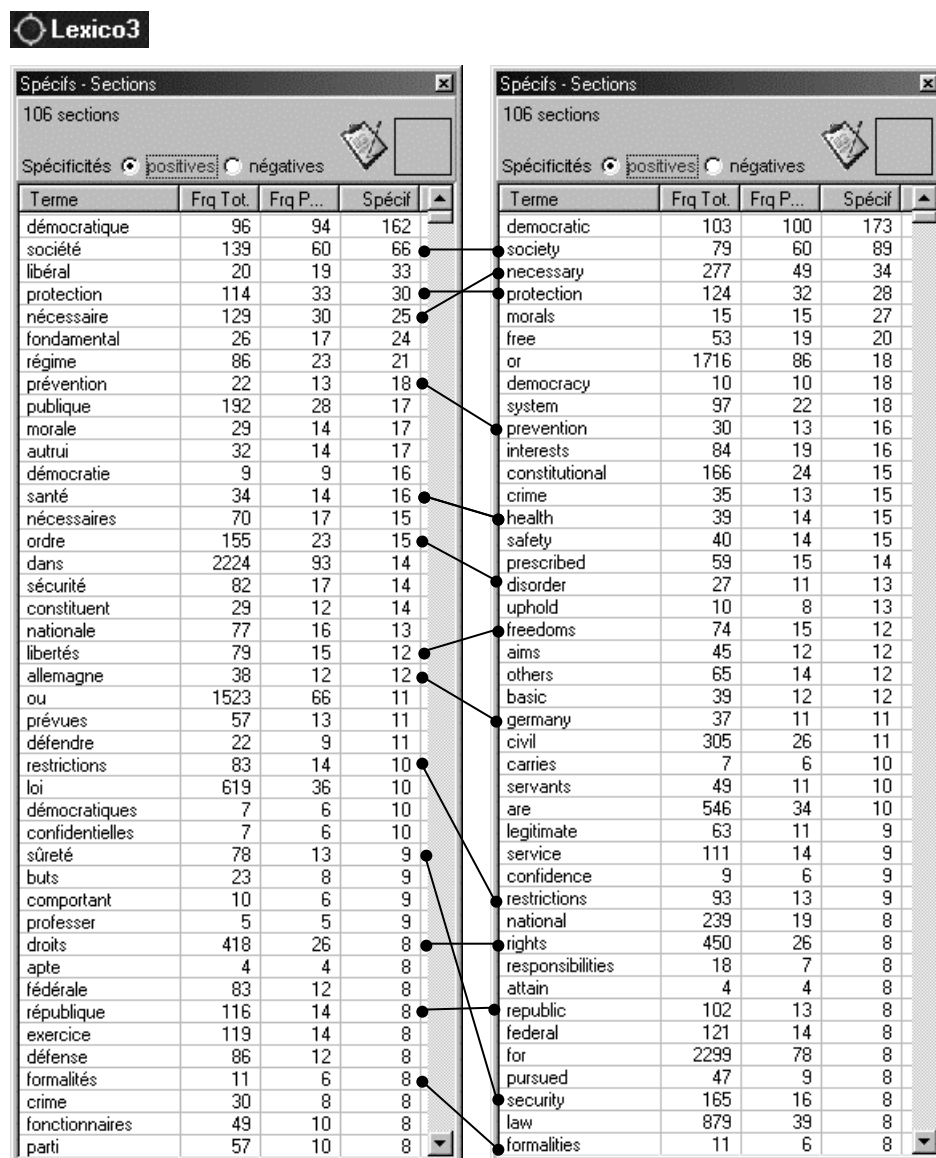 Lexico3
Spécifs - Sections
106 sections
Spécificités positives négatives
Terme Frq Tot. Frq P... Spécif
démocratique 96 94 162
société 139 60 66
libéral 20 19 33
protection 114 33 30
nécessaire 129 30 25
fondamental 26 17 24
régime 86 23 21
prévention 22 13 18
publique 192 28 17
morale 29 14 17
autrui 32 14 17
démocratie 9 9 16
santé 34 14 16
nécessaires 70 17 15
ordre 155 23 15
dans 2224 93 14
sécurité 82 17 14
constituent 29 12 14
nationale 77 16 13
libertés 79 15 12
allemagne 38 12 12
ou 1523 66 11
prévues 57 13 11
défendre 22 9 11
restrictions 83 14 10
loi 619 36 10
démocratiques 7 6 10
confidentielles 7 6 10
sûreté 78 13 9
buts 23 8 9
comportant 10 6 9
professer 5 5 9
droits 418 26 8
apte 4 4 8
fédérale 83 12 8
république 116 14 8
exercice 119 14 8
défense 86 12 8
formalités 11 6 8
crime 30 8 8
fonctionnaires 49 10 8
parti 57 10 8
Spécifs - Sections
106 sections
Spécificités positives négatives
Terme Frq Tot. Frq P... Spécif
democratic 103 100 173
society 79 60 89
necessary 277 49 34
protection 124 32 28
morals 15 15 27
free 53 19 20
or 1716 86 18
democracy 10 10 18
system 97 22 18
prevention 30 13 16
interests 84 19 16
constitutional 166 24 15
crime 35 13 15
health 39 14 15
safety 40 14 15
prescribed 59 15 14
disorder 27 11 13
uphold 10 8 13
freedoms 74 15 12
aims 45 12 12
others 65 14 12
basic 39 12 12
germany 37 11 11
civil 305 26 11
carries 7 6 10
servants 49 11 10
are 546 34 10
legitimate 63 11 9
service 111 14 9
confidence 9 6 9
restrictions 93 13 9
national 239 19 8
rights 450 26 8
responsibilities 18 7 8
attain 4 4 8
republic 102 13 8
federal 121 14 8
for 2299 78 8
pursued 47 9 8
security 165 16 8
law 879 39 8
formalities 11 6 8